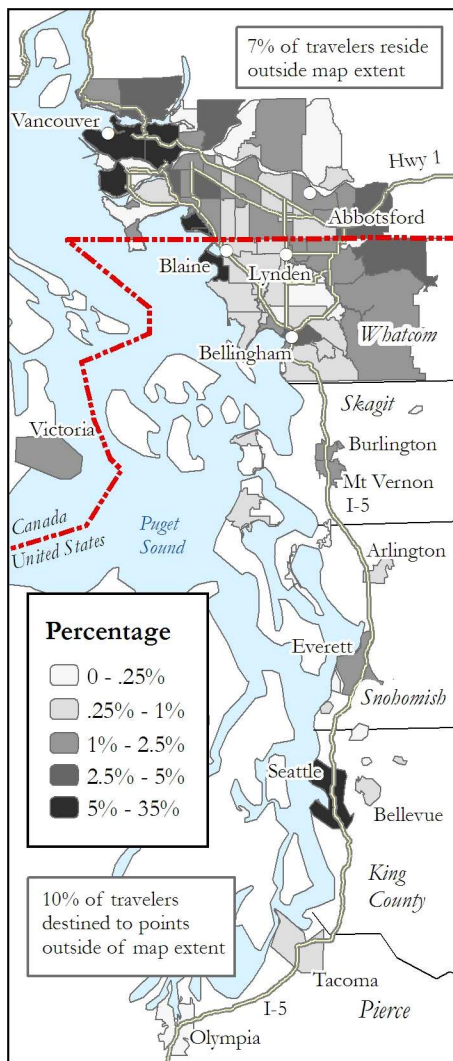 7% of travelers reside
outside map extent
Vancouver
Hwy 1
Abbotsford
Blaine
Lynden
Whatcom
Bellingham
Skagit
Victoria
Burlington
Mt Vernon
I-5
Canada
United States
Puget
Sound
Arlington
Percentage
0 - .25%
.25% - 1%
1% - 2.5%
2.5% - 5%
5% - 35%
Everett
Snohomish
Seattle
Bellevue
King
County
10% of travelers
destined to points
outside of map extent
Tacoma
I-5
Pierce
Olympia